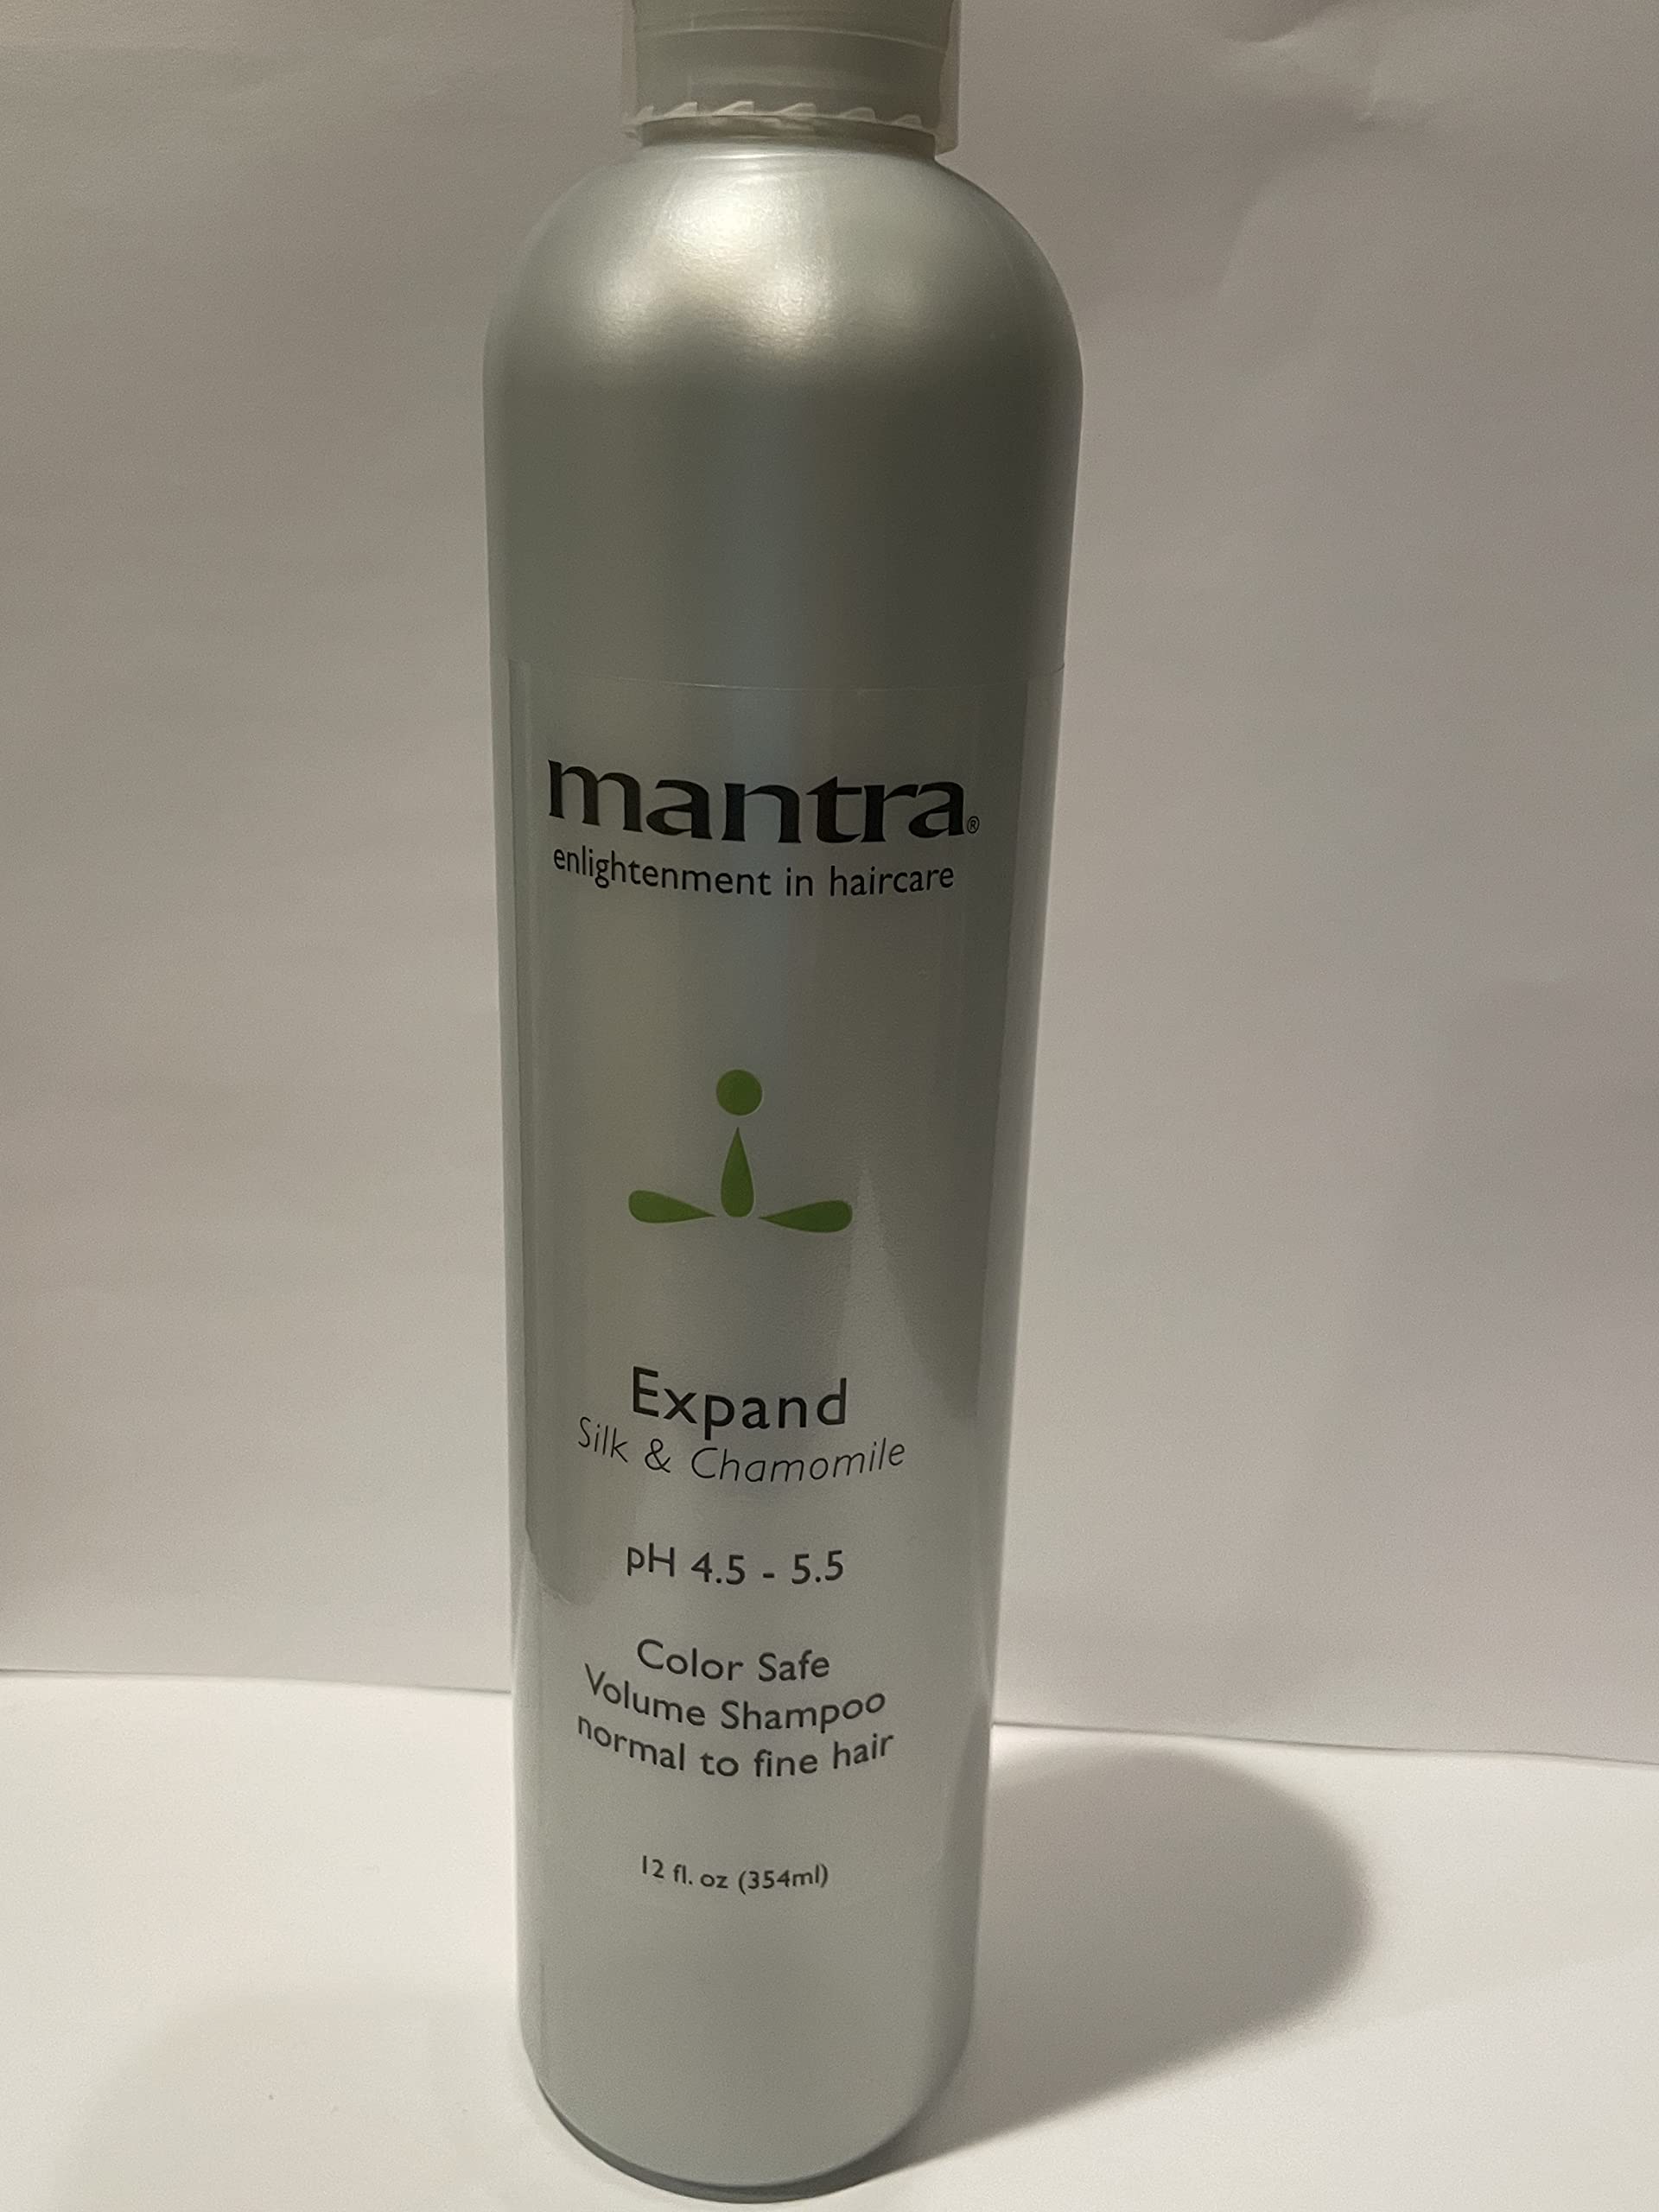 mantra®
enlightenment in haircare
Expand
Silk & Chamomile
pH 4.5 - 5.5
Color Safe
Volume Shampoo
normal to fine hair
12 fl. oz (354ml)